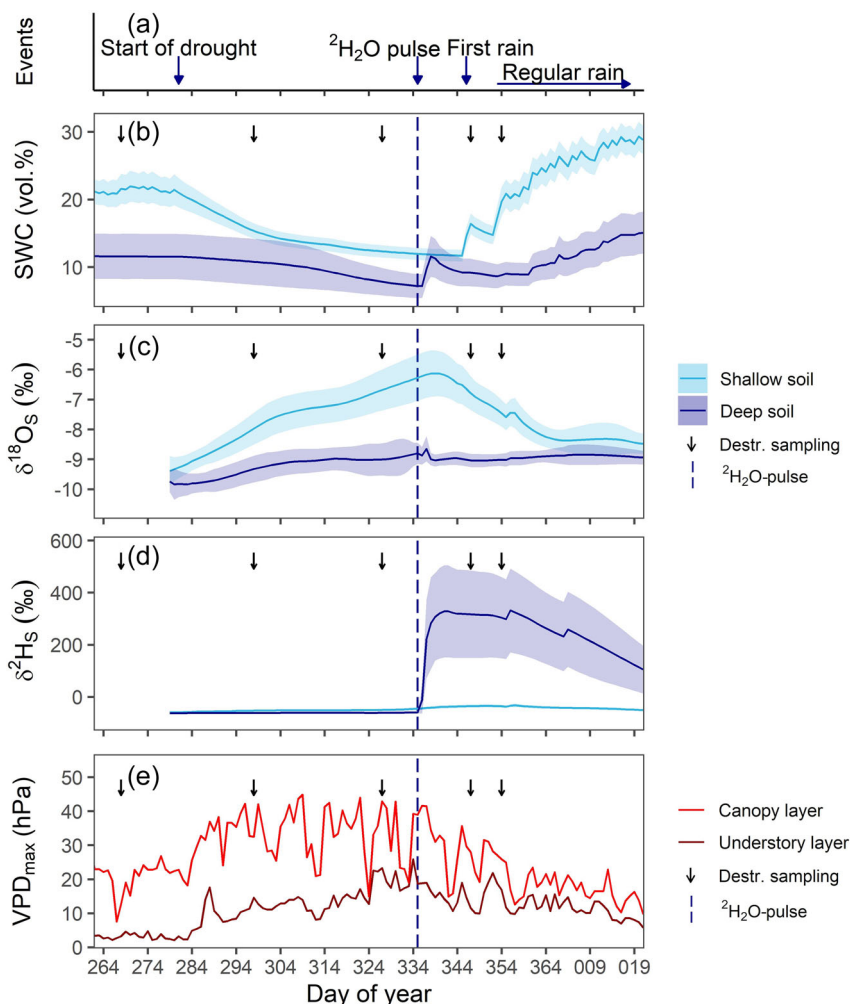 (a)
Start of drought
²H₂O pulse
First rain
Regular rain
Events
(b)
30
20
10
SWC (vol.%)
(c)
-5
-6
-7
-8
-9
-10
δ¹⁸Oₛ (‰)
Shallow soil
Deep soil
Destr. sampling
²H₂O-pulse
(d)
600
400
200
0
δ²Hₛ (‰)
(e)
50
40
30
20
10
0
VPDₘₐₓ (hPa)
Canopy layer
Understory layer
Destr. sampling
²H₂O-pulse
264 274 284 294 304 314 324 334 344 354 364 009 019
Day of year